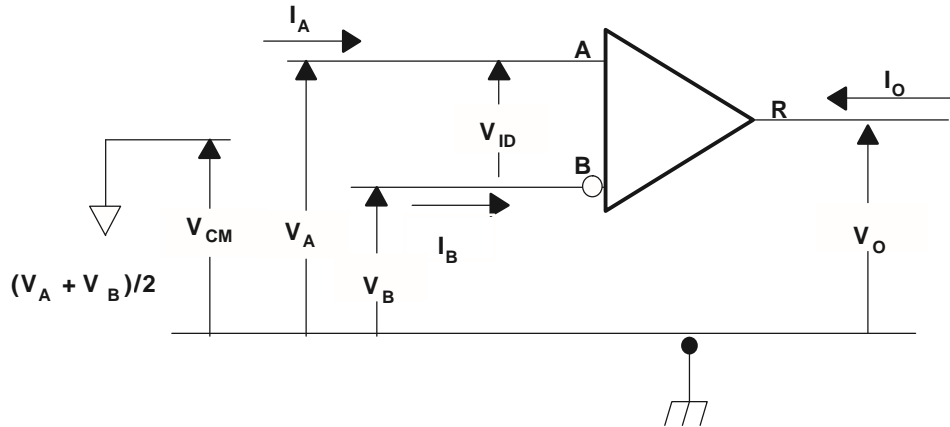 I_A
A
I_O
R
V_ID
B
V_CM
V_A
I_B
V_O
(V_A + V_B)/2
V_B